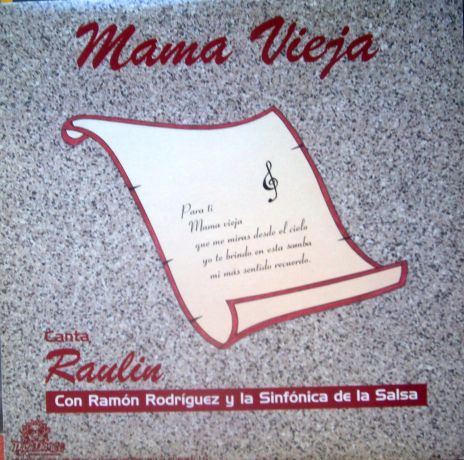 Mama Vieja
Para ti
Mama vieja
que me miras desde el cielo
yo te brindo en esta samba
mi más sentido recuerdo.
Canta
Raulin
Con Ramón Rodríguez y la Sinfónica de la Salsa